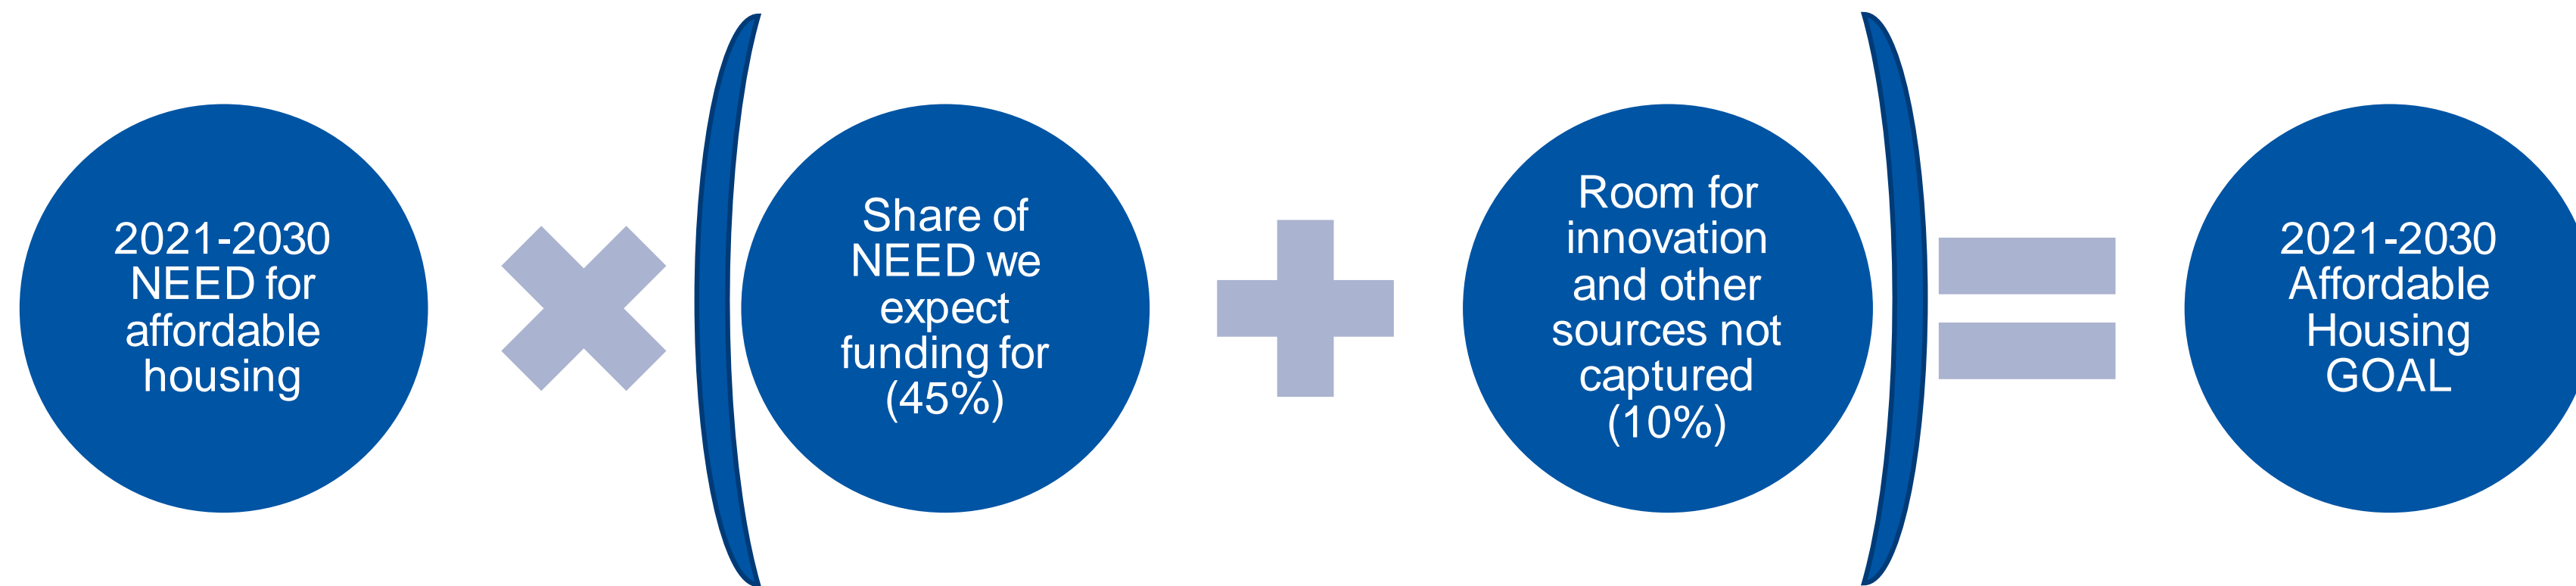 2021-2030
NEED for
affordable
housing
Share of
NEED we
expect
funding for
(45%)
Room for
innovation
and other
sources not
captured
(10%)
2021-2030
Affordable
Housing
GOAL